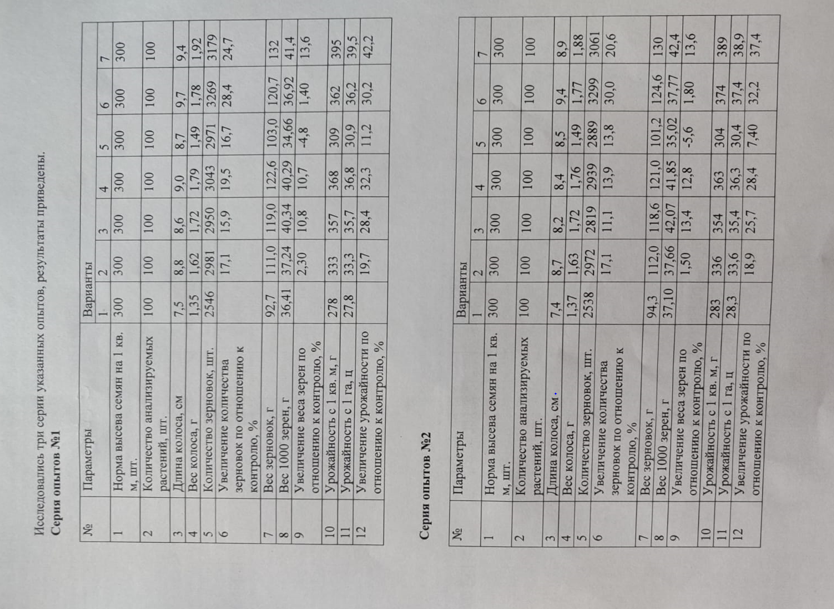 Исследовались три серии указанных опытов, результаты приведены.
Серия опытов №1
№ Параметры Варианты
1 2 3 4 5 6 7
1 Норма высева семян на 1 кв. 300 300 300 300 300 300 300
м, шт.
2 Количество анализируемых 100 100 100 100 100 100 100
растений, шт.
3 Длина колоса, см 7,5 8,8 8,6 9,0 8,7 9,7 9,4
4 Вес колоса, г 1,35 1,62 1,72 1,79 1,49 1,78 1,92
5 Количество зерновок, шт. 2546 2981 2950 3043 2971 3269 3179
6 Увеличение количества 17,1 15,9 19,5 16,7 28,4 24,7
зерновок по отношению к
контролю, %
7 Вес зерновок, г 92,7 111,0 119,0 122,6 103,0 120,7 132
8 Вес 1000 зерен, г 36,41 37,24 40,34 40,29 34,66 36,92 41,4
9 Увеличение веса зерен по 2,30 10,8 10,7 -4,8 1,40 13,6
отношению к контролю, %
10 Урожайность с 1 кв. м, г 278 333 357 368 309 362 395
11 Урожайность с 1 га, ц 27,8 33,3 35,7 36,8 30,9 36,2 39,5
12 Увеличение урожайности по 19,7 28,4 32,3 11,2 30,2 42,2
отношению к контролю, %
Серия опытов №2
№ Параметры Варианты
1 2 3 4 5 6 7
1 Норма высева семян на 1 кв. 300 300 300 300 300 300 300
м, шт.
2 Количество анализируемых 100 100 100 100 100 100 100
растений, шт.
3 Длина колоса, см 7,4 8,7 8,2 8,4 8,5 9,4 8,9
4 Вес колоса, г 1,37 1,63 1,72 1,76 1,49 1,77 1,88
5 Количество зерновок, шт. 2538 2972 2819 2939 2889 3299 3061
6 Увеличение количества 17,1 11,1 13,9 13,8 30,0 20,6
зерновок по отношению к
контролю, %
7 Вес зерновок, г 94,3 112,0 118,6 121,0 101,2 124,6 130
8 Вес 1000 зерен, г 37,10 37,66 42,07 41,85 35,02 37,77 42,4
9 Увеличение веса зерен по 1,50 13,4 12,8 -5,6 1,80 13,6
отношению к контролю, %
10 Урожайность с 1 кв. м, г 283 336 354 363 304 374 389
11 Урожайность с 1 га, ц 28,3 33,6 35,4 36,3 30,4 37,4 38,9
12 Увеличение урожайности по 18,9 25,7 28,4 7,40 32,2 37,4
отношению к контролю, %